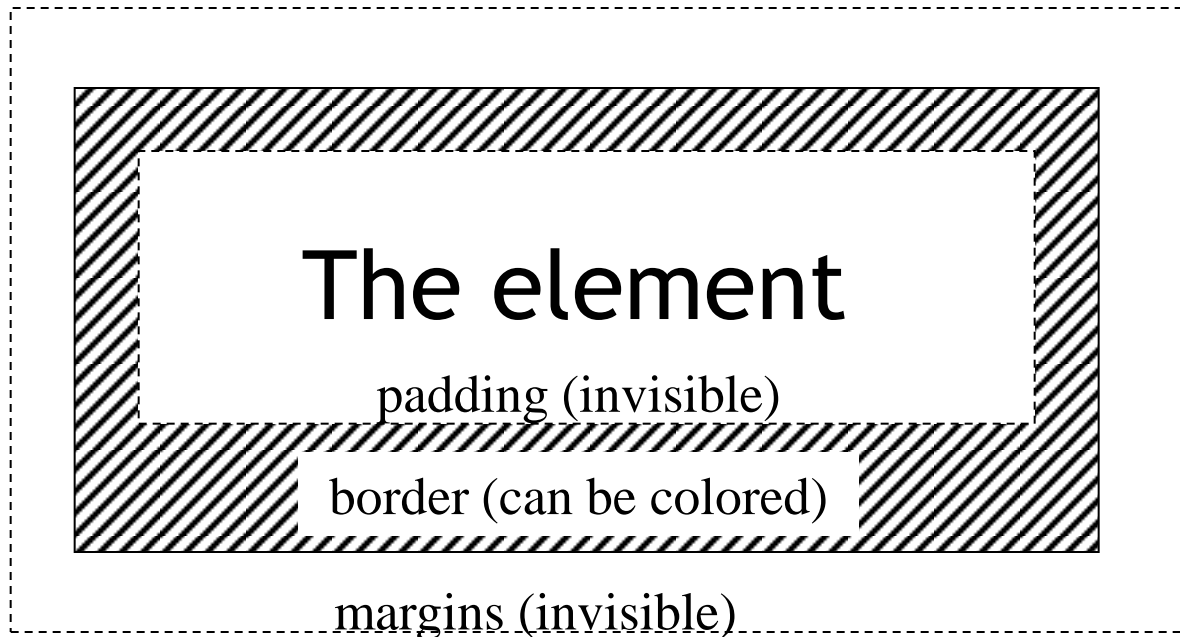 The element
padding (invisible)
border (can be colored)
margins (invisible)